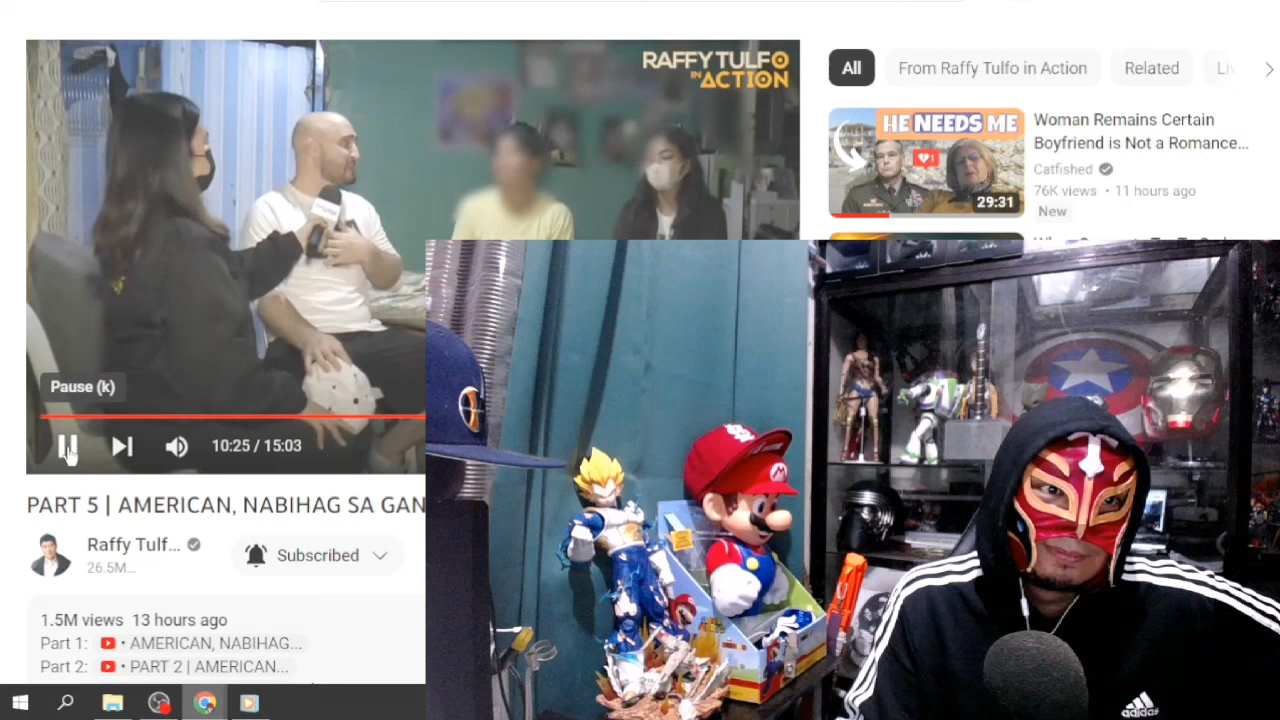 RAFFY TULFO
IN ACTION
Pause (k)
10:25 / 15:03
PART 5 | AMERICAN, NABIHAG SA GAN
Raffy Tulf...
26.5M...
Subscribed
1.5M views 13 hours ago
Part 1: • AMERICAN, NABIHAG...
Part 2: • PART 2 | AMERICAN...
All
From Raffy Tulfo in Action
Related
HE NEEDS ME
29:31
Woman Remains Certain
Boyfriend is Not a Romance...
Catfished
76K views • 11 hours ago
New
adidas